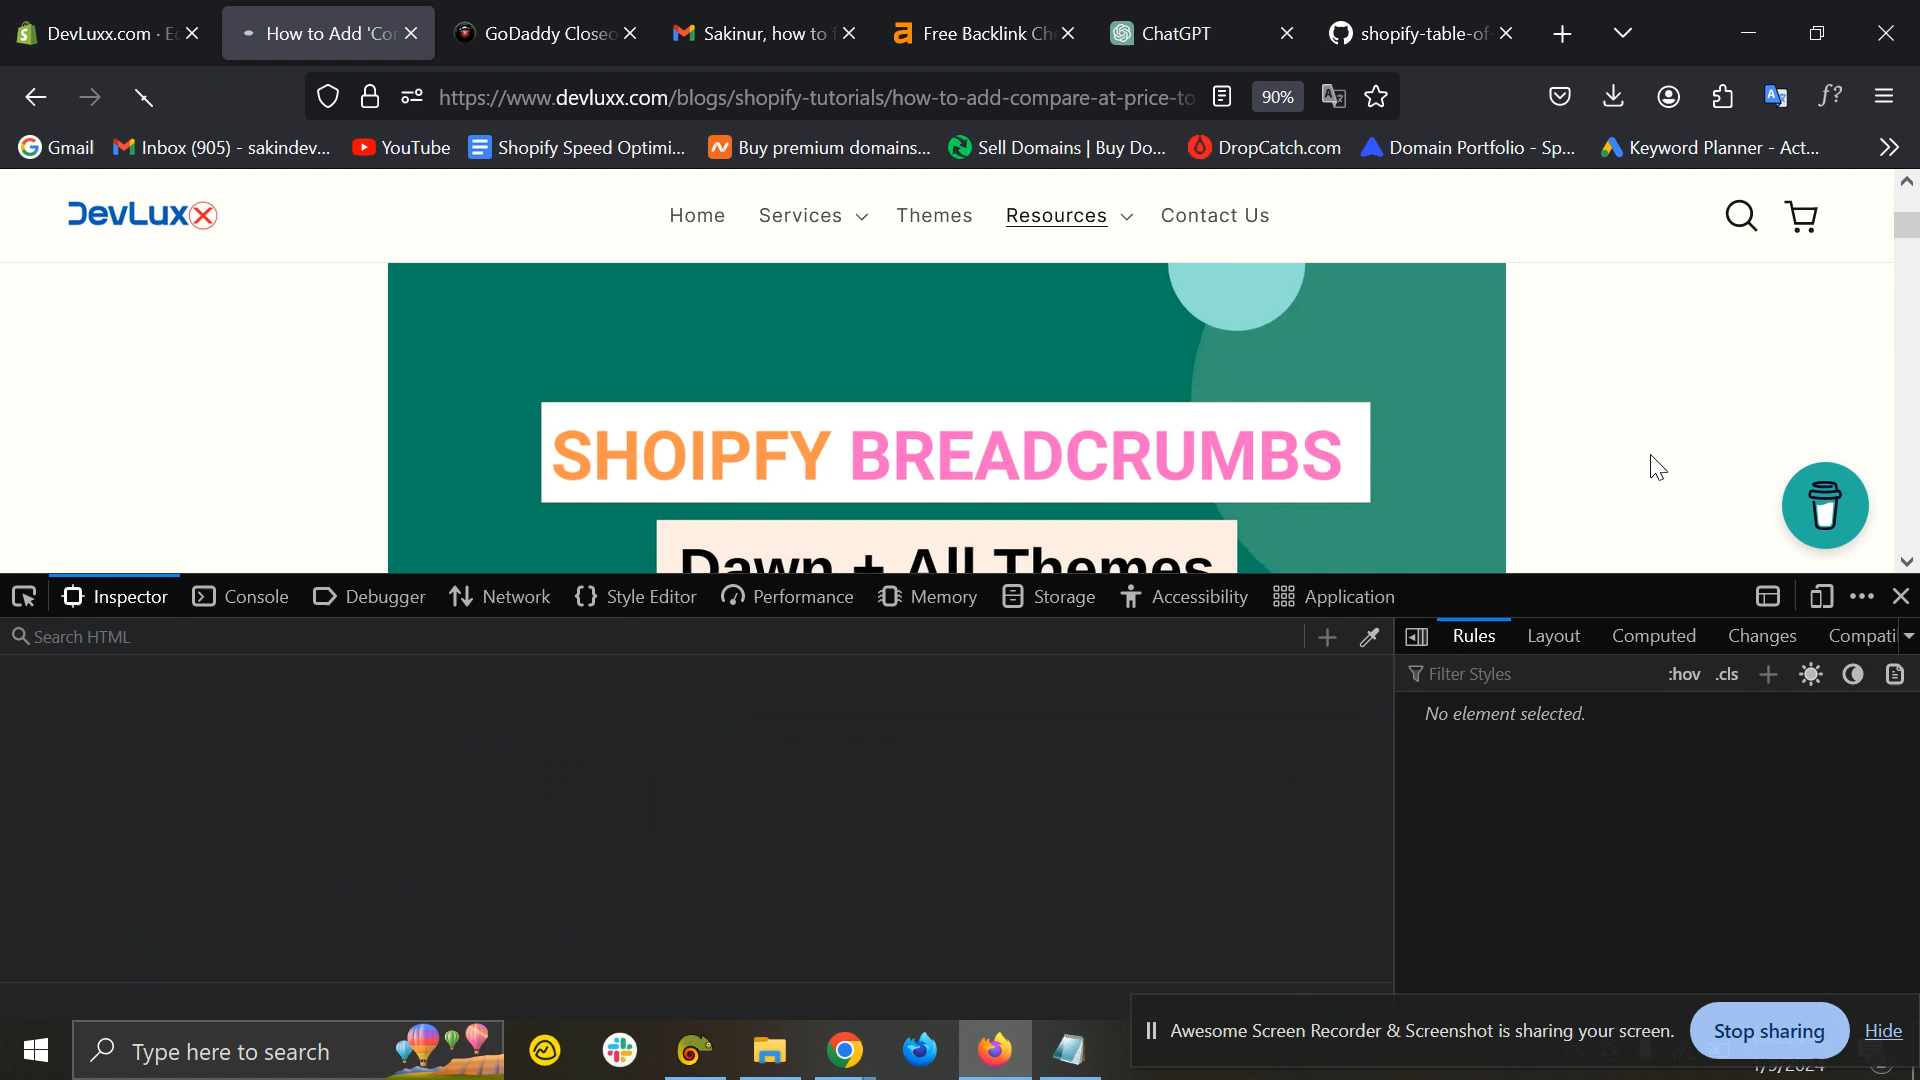 DevLuxx.com · Ec
How to Add 'Cor
GoDaddy Closeo
Sakinur, how to f
Free Backlink Ch
ChatGPT
shopify-table-of-
https://www.devluxx.com/blogs/shopify-tutorials/how-to-add-compare-at-price-to
90%
Gmail
Inbox (905) - sakindev...
YouTube
Shopify Speed Optimi...
Buy premium domains...
Sell Domains | Buy Do...
DropCatch.com
Domain Portfolio - Sp...
Keyword Planner - Act...
DevLuxx
Home
Services
Themes
Resources
Contact Us
SHOIPFY BREADCRUMBS
Dawn + All Themes
Inspector
Console
Debugger
Network
Style Editor
Performance
Memory
Storage
Accessibility
Application
Search HTML
Rules
Layout
Computed
Changes
Compati
Filter Styles
:hov
.cls
No element selected.
Type here to search
Awesome Screen Recorder & Screenshot is sharing your screen.
Stop sharing
Hide